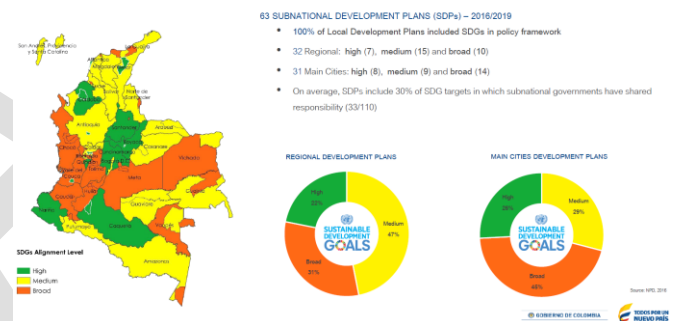 63 SUBNATIONAL DEVELOPMENT PLANS (SDPs) – 2016/2019
• 100% of Local Development Plans included SDGs in policy framework
• 32 Regional: high (7), medium (15) and broad (10)
• 31 Main Cities: high (8), medium (9) and broad (14)
• On average, SDPs include 30% of SDG targets in which subnational governments have shared
responsibility (33/110)
San Andrés, Providencia
y Santa Catalina
Antioquia
Santander
Arauca
Casanare
Vichada
Meta
Guaviare
Caquetá
Putumayo
Amazonas
SDGs Alignment Level
High
Medium
Broad
REGIONAL DEVELOPMENT PLANS
High
22%
Medium
47%
Broad
31%
SUSTAINABLE
DEVELOPMENT
GOALS
MAIN CITIES DEVELOPMENT PLANS
High
Medium
29%
Broad
SUSTAINABLE
DEVELOPMENT
GOALS
Source: NPD, 2016
GOBIERNO DE COLOMBIA
TODOS POR UN
NUEVO PAÍS